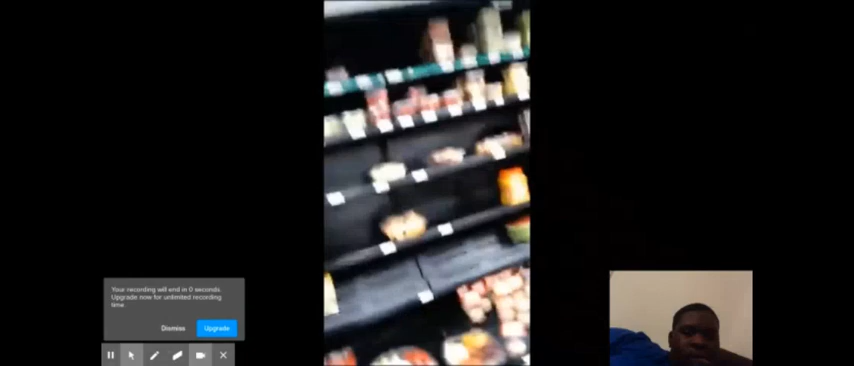 Your recording will end in 0 seconds.
Upgrade now for unlimited recording
time.
Dismiss
Upgrade